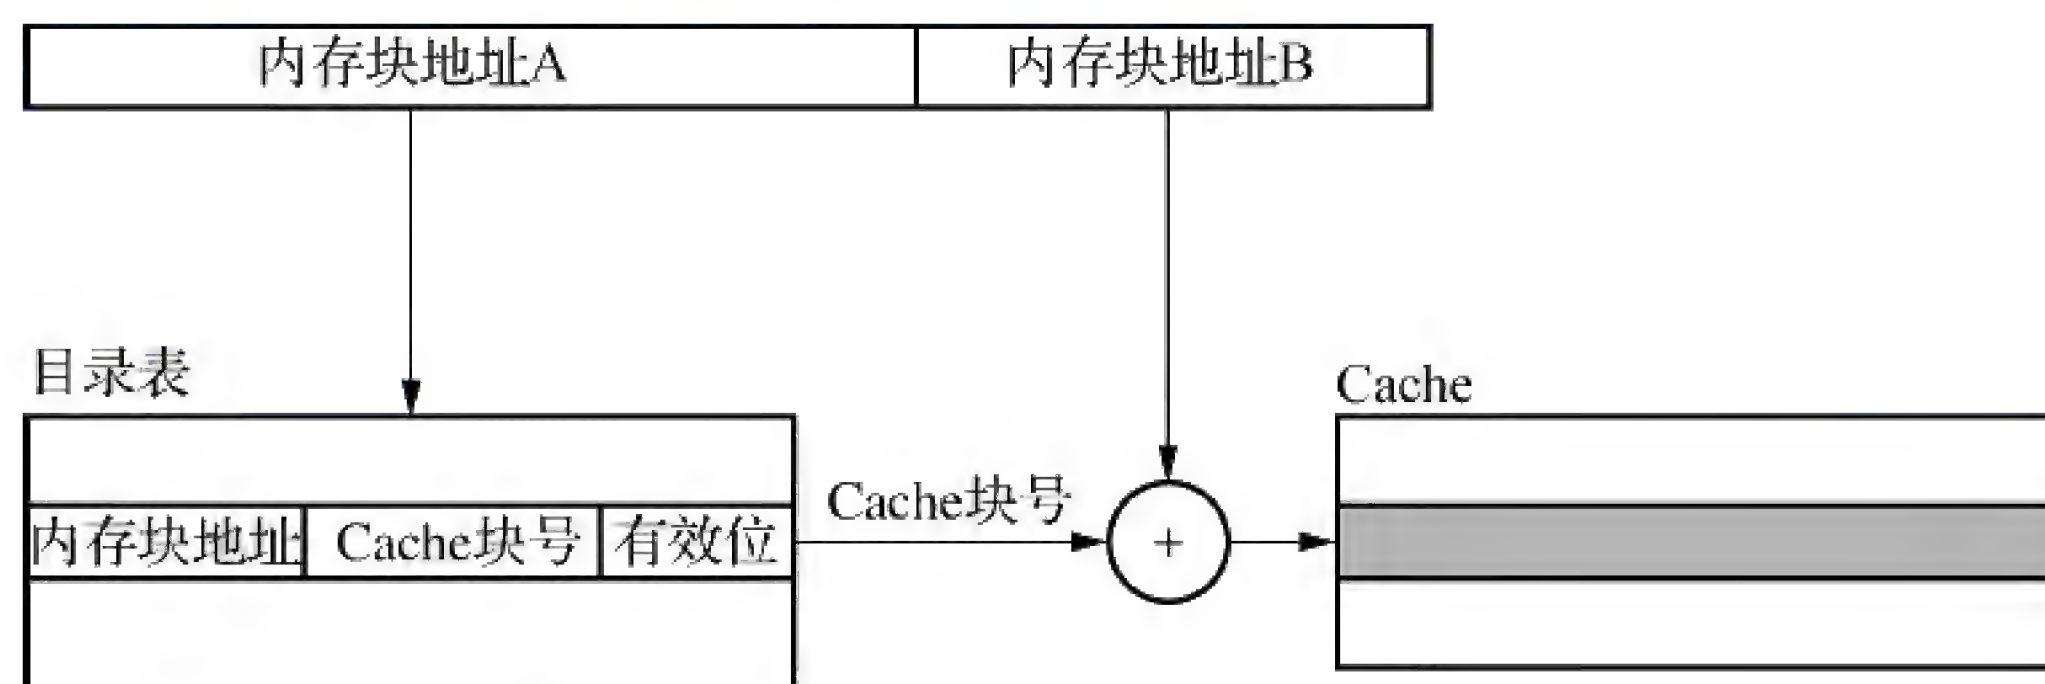 内存块地址A 内存块地址B
目录表
Cache
Cache块号
内存块地址 Cache块号 有效位
+